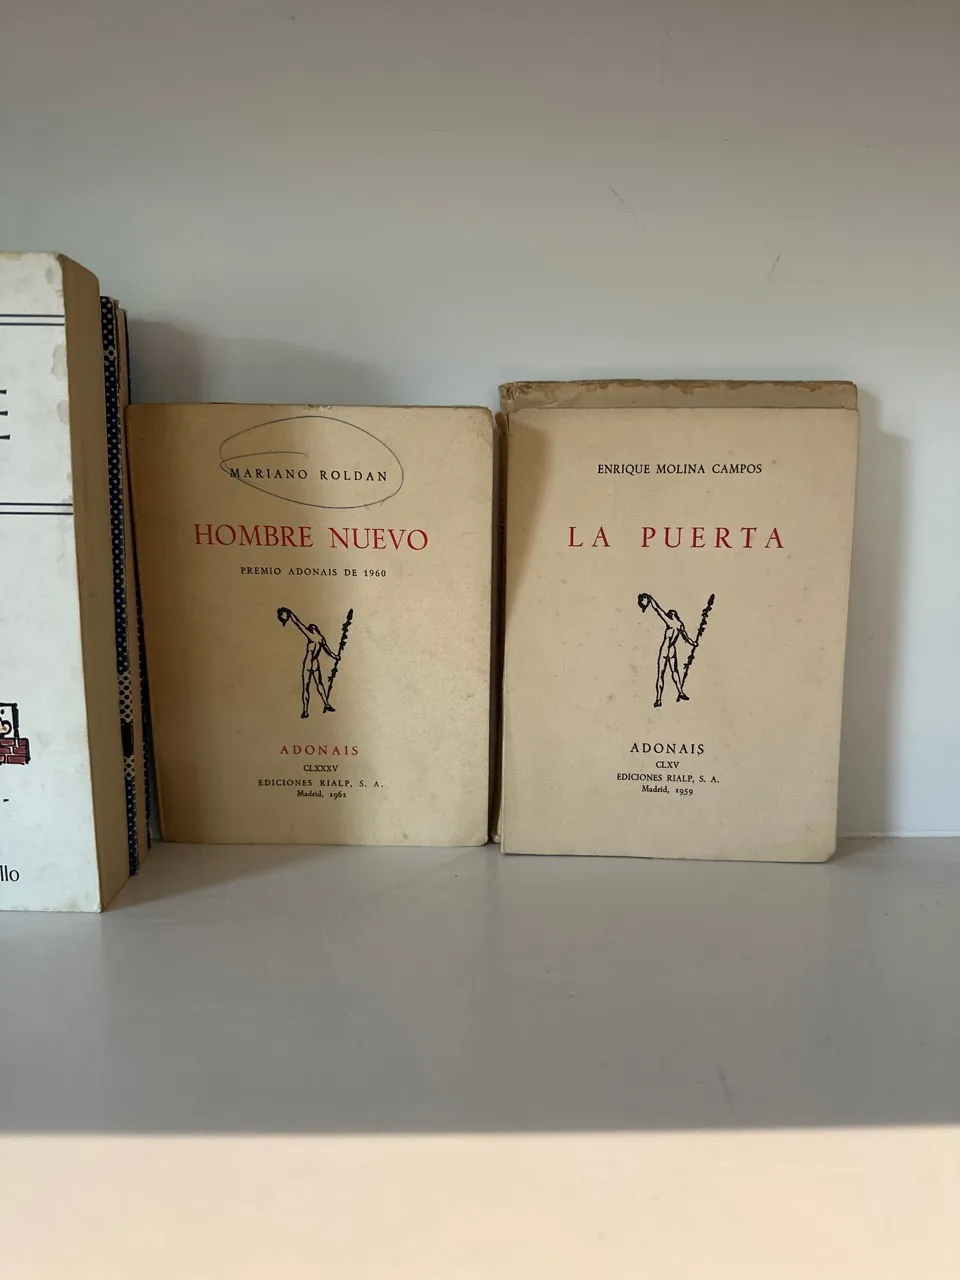 llo
MARIANO ROLDAN
HOMBRE NUEVO
PREMIO ADONAIS DE 1960
ADONAIS
CLXXXV
EDICIONES RIALP, S. A.
Madrid, 1961
ENRIQUE MOLINA CAMPOS
LA PUERTA
ADONAIS
CLXV
EDICIONES RIALP, S. A.
Madrid, 1959